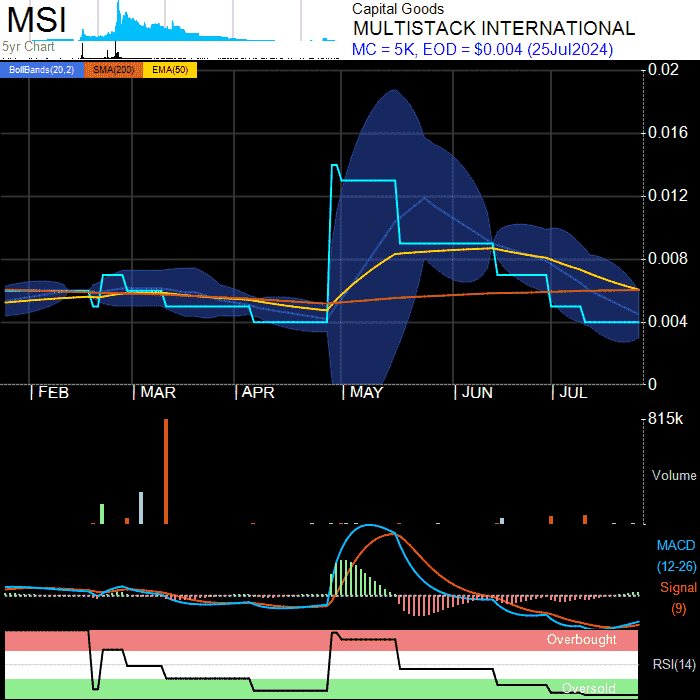 MSI
5yr Chart
Capital Goods
MULTISTACK INTERNATIONAL
MC = 5K, EOD = $0.004 (25Jul2024)
BollBands(20,2) SMA(200) EMA(50)
0.02
0.016
0.012
0.008
0.004
0
FEB MAR APR MAY JUN JUL
815k
Volume
MACD
(12-26)
Signal
(9)
Overbought
RSI(14)
Oversold